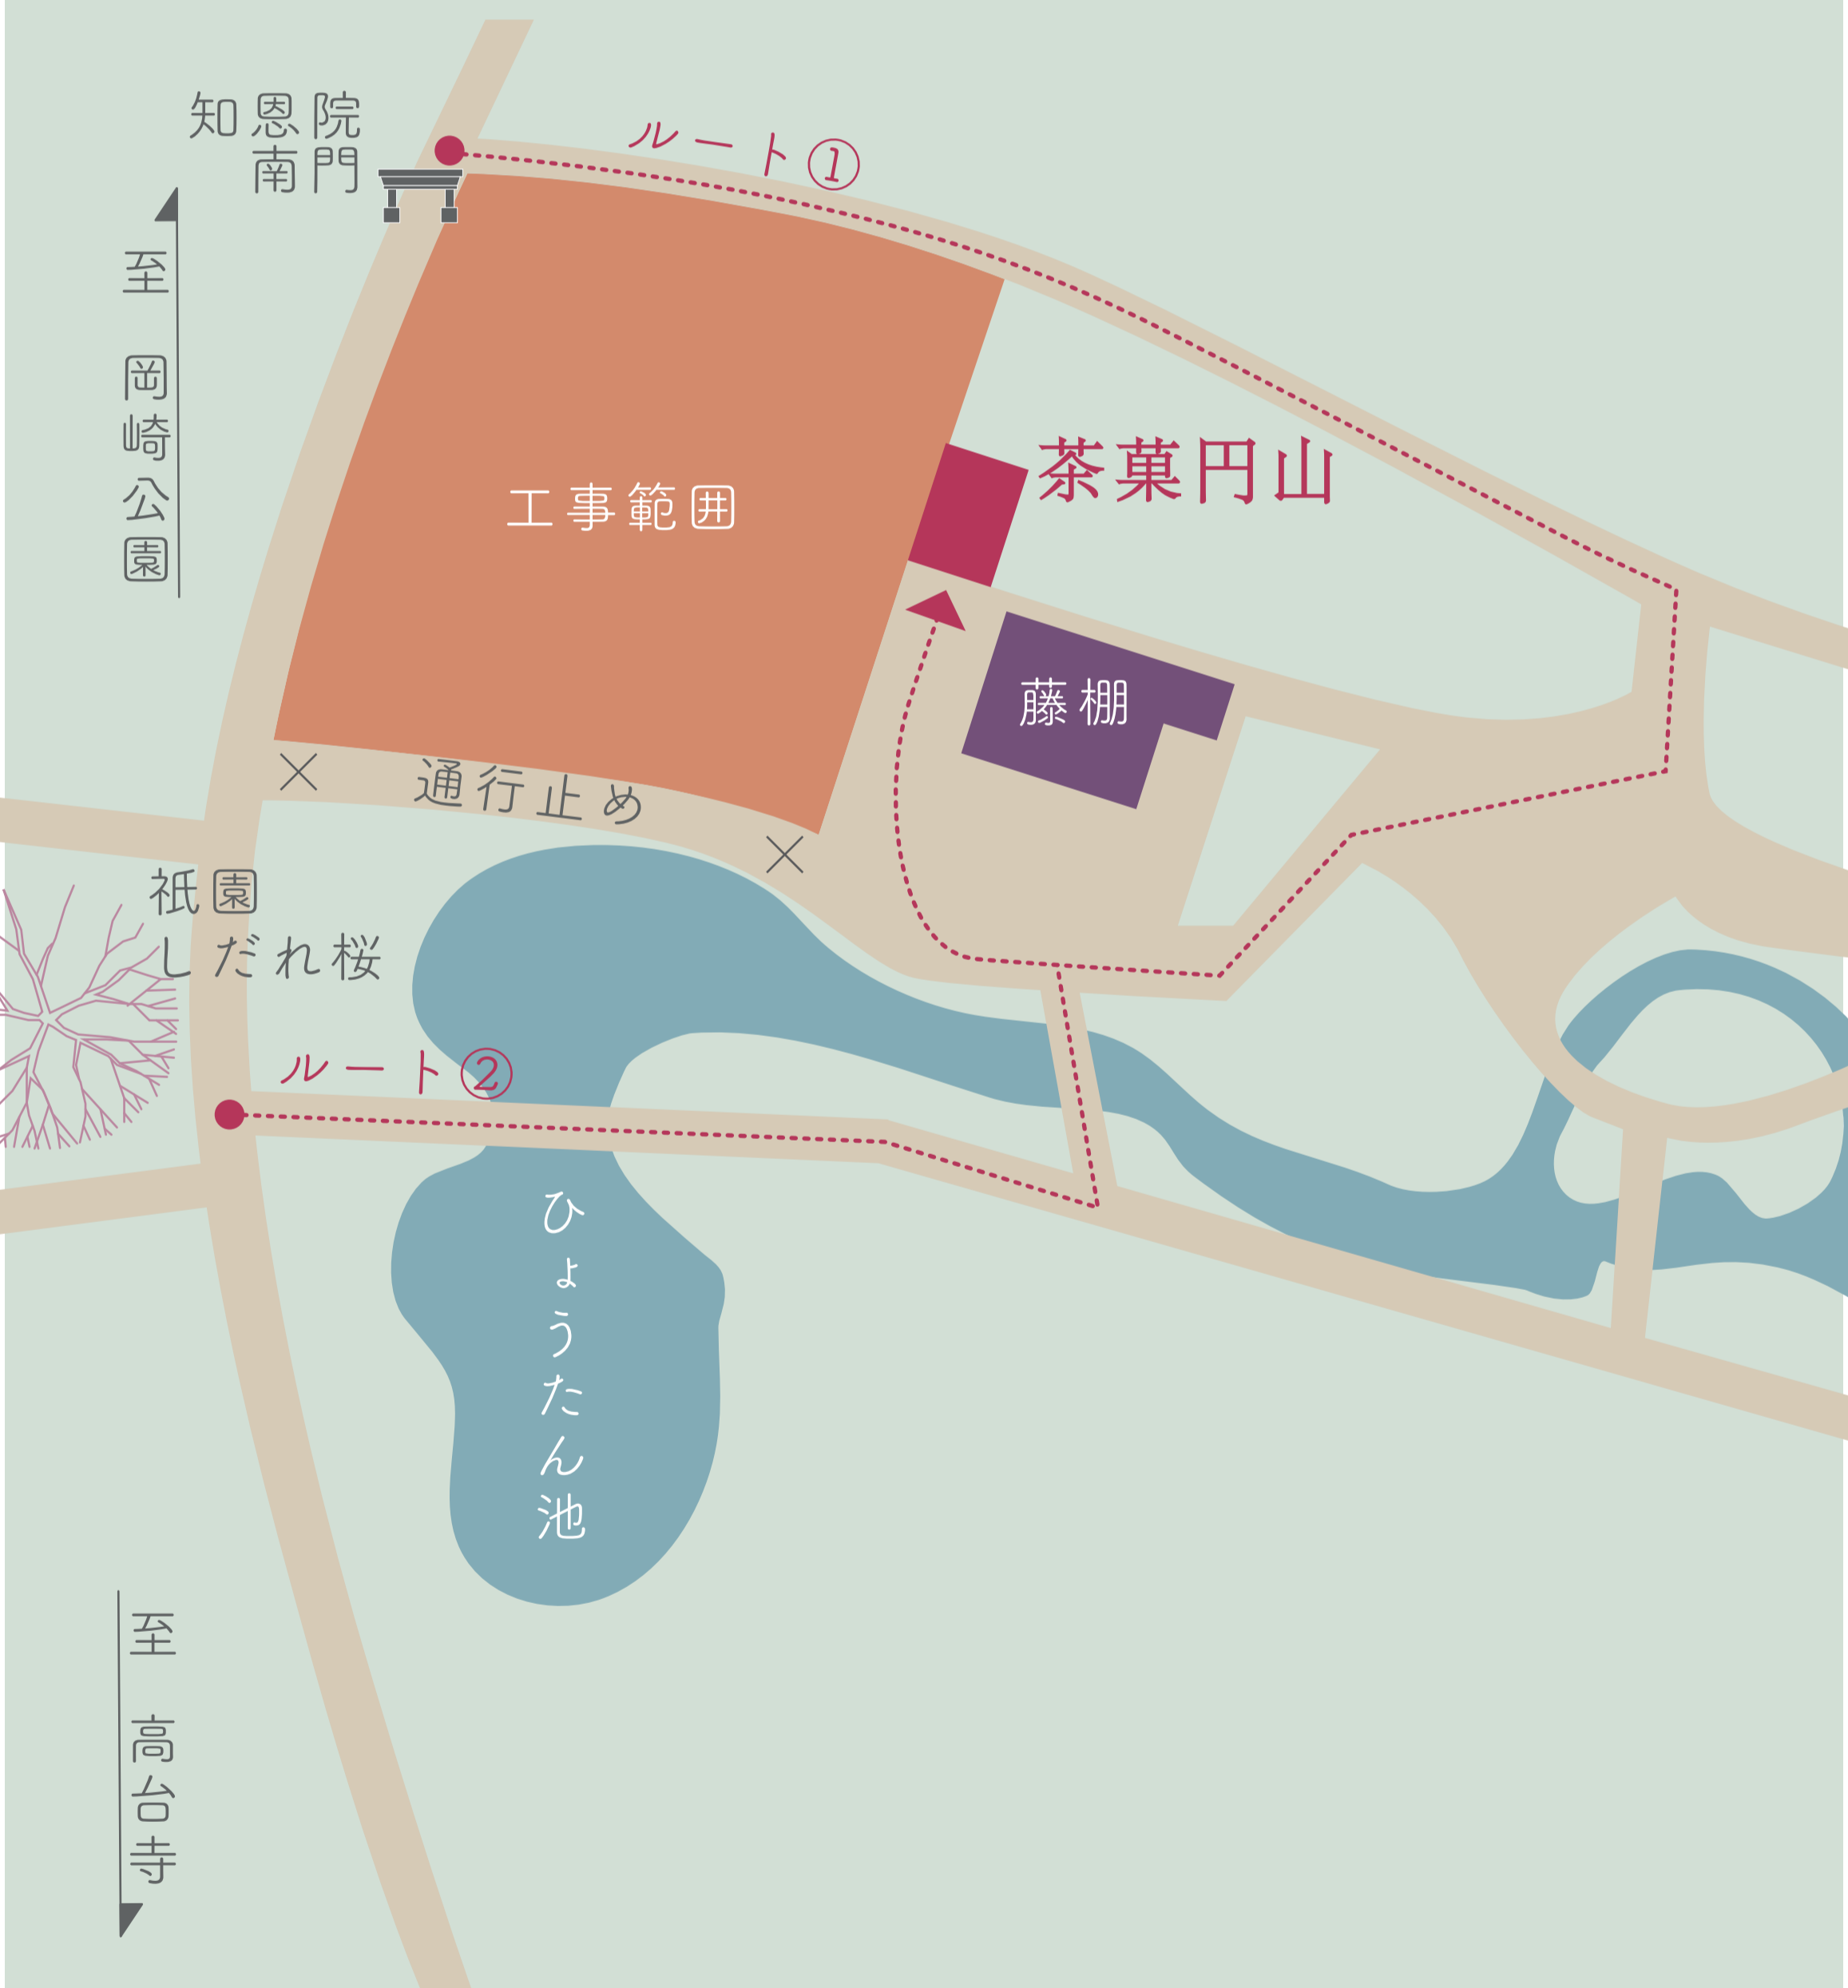 知恩院
南門
ルート①
至 岡崎公園
茶菓円山
工事範囲
藤棚
通行止め
祇園
しだれ桜
ルート②
ひょうたん池
至 高台寺